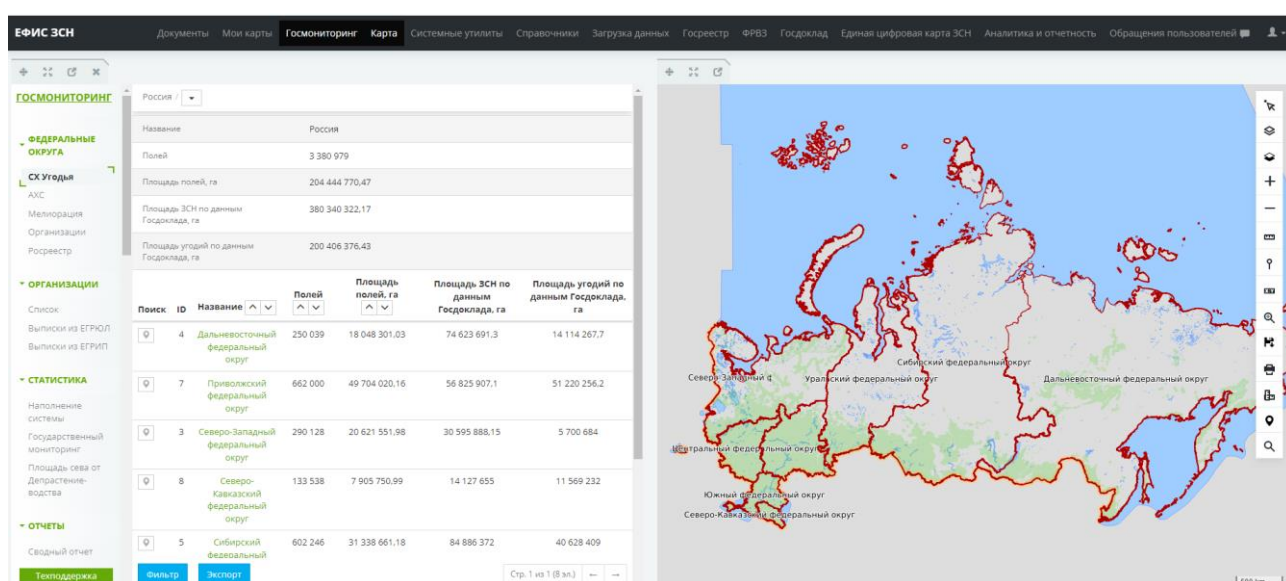 ЕФИС ЗСН Документы Мои карты Госмониторинг Карта Системные утилиты Справочники Загрузка данных Госреестр ФРВЗ Госдоклад Единая цифровая карта ЗСН Аналитика и отчетность Обращения пользователей
ГОСМОНИТОРИНГ
ФЕДЕРАЛЬНЫЕ
ОКРУГА
СХ Угодья
АХС
Мелиорация
Организации
Росреестр
ОРГАНИЗАЦИИ
Список
Выписки из ЕГРЮЛ
Выписки из ЕГРИП
СТАТИСТИКА
Наполнение
системы
Государственный
мониторинг
Площадь сева от
Депрастение-
водства
ОТЧЕТЫ
Сводный отчет
Техподдержка
Россия /
Название Россия
Полей 3 380 979
Площадь полей, га 204 444 770,47
Площадь ЗСН по данным
Госдоклада, га
380 340 322,17
Площадь угодий по данным
Госдоклада, га
200 406 376,43
Поиск ID Название Полей Площадь
полей, га
Площадь ЗСН по
данным
Госдоклада, га
Площадь угодий по
данным Госдоклада,
га
4 Дальневосточный
федеральный
округ
250 039 18 048 301,03 74 623 691,3 14 114 267,7
7 Приволжский
федеральный
округ
662 000 49 704 020,16 56 825 907,1 51 220 256,2
3 Северо-Западный
федеральный
округ
290 128 20 621 551,98 30 595 888,15 5 700 684
8 Северо-
Кавказский
федеральный
округ
133 538 7 905 750,99 14 127 655 11 569 232
5 Сибирский
федеральный
602 246 31 338 661,18 84 886 372 40 628 409
Фильтр Экспорт Стр. 1 из 1 (8 эл.)
Сибирский федеральный округ
Северо-Западный ф
Уральский федеральный округ
Дальневосточный федеральный округ
Центральный федеральный округ
Южный федеральный округ
Северо-Кавказский федеральный округ